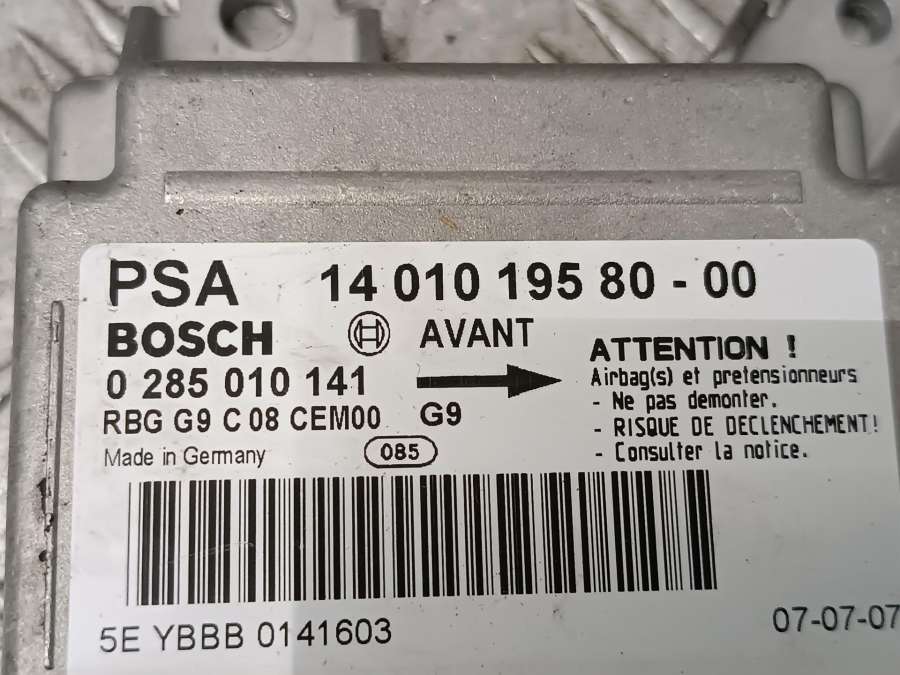 PSA 14 010 195 80 - 00
BOSCH AVANT
0 285 010 141
RBG G9 C 08 CEM00 G9
Made in Germany 085
ATTENTION !
Airbag(s) et pretensionneurs
- Ne pas demonter.
- RISQUE DE DECLENCHEMENT!
- Consulter la notice.
5E YBBB 0141603
07-07-07